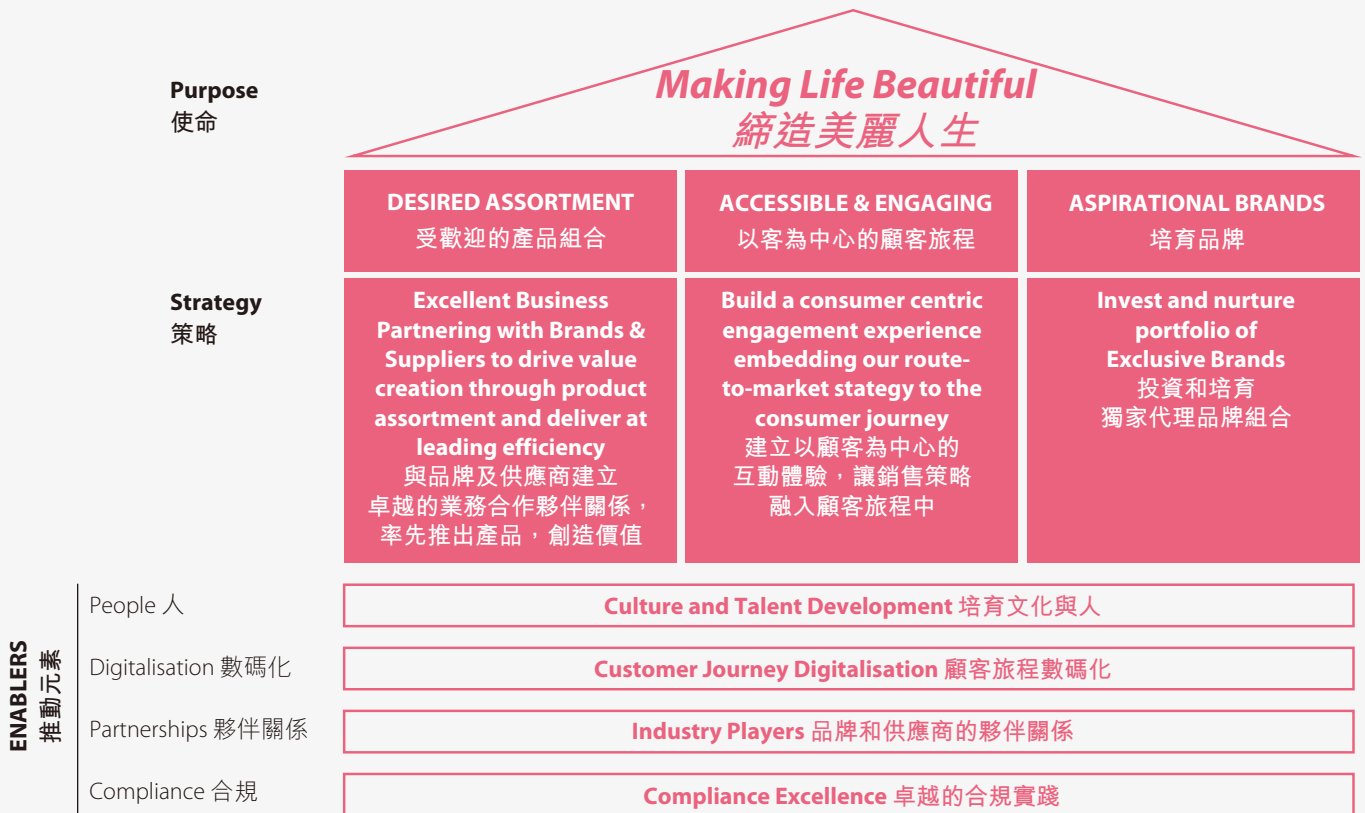 Purpose
使命
Making Life Beautiful
締造美麗人生
DESIRED ASSORTMENT
受歡迎的產品組合
ACCESSIBLE & ENGAGING
以客為中心的顧客旅程
ASPIRATIONAL BRANDS
培育品牌
Strategy
策略
Excellent Business
Partnering with Brands &
Suppliers to drive value
creation through product
assortment and deliver at
leading efficiency
與品牌及供應商建立
卓越的業務合作夥伴關係，
率先推出產品，創造價值
Build a consumer centric
engagement experience
embedding our route-
to-market stategy to the
consumer journey
建立以顧客為中心的
互動體驗，讓銷售策略
融入顧客旅程中
Invest and nurture
portfolio of
Exclusive Brands
投資和培育
獨家代理品牌組合
ENABLERS
推動元素
People 人
Culture and Talent Development 培育文化與人
Digitalisation 數碼化
Customer Journey Digitalisation 顧客旅程數碼化
Partnerships 夥伴關係
Industry Players 品牌和供應商的夥伴關係
Compliance 合規
Compliance Excellence 卓越的合規實踐